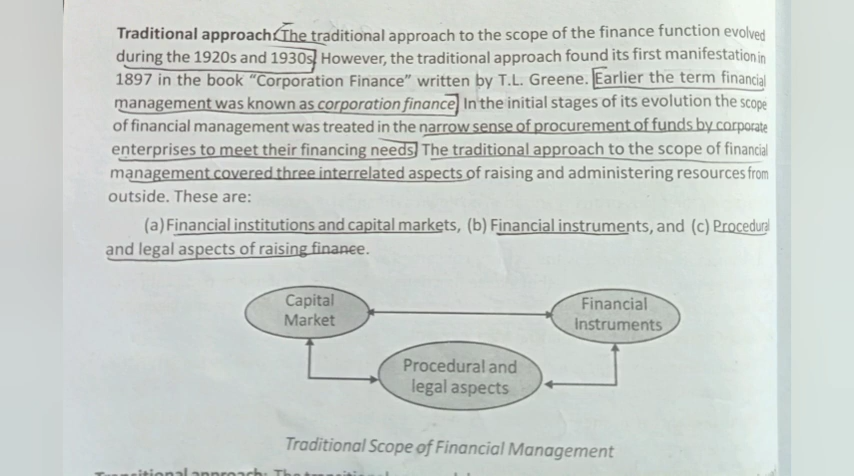 Traditional approach: The traditional approach to the scope of the finance function evolved
during the 1920s and 1930s. However, the traditional approach found its first manifestation in
1897 in the book “Corporation Finance” written by T.L. Greene. Earlier the term financial
management was known as corporation finance. In the initial stages of its evolution the scope
of financial management was treated in the narrow sense of procurement of funds by corporate
enterprises to meet their financing needs. The traditional approach to the scope of financial
management covered three interrelated aspects of raising and administering resources from
outside. These are:
(a) Financial institutions and capital markets, (b) Financial instruments, and (c) Procedural
and legal aspects of raising finance.
Capital
Market
Financial
Instruments
Procedural and
legal aspects
Traditional Scope of Financial Management